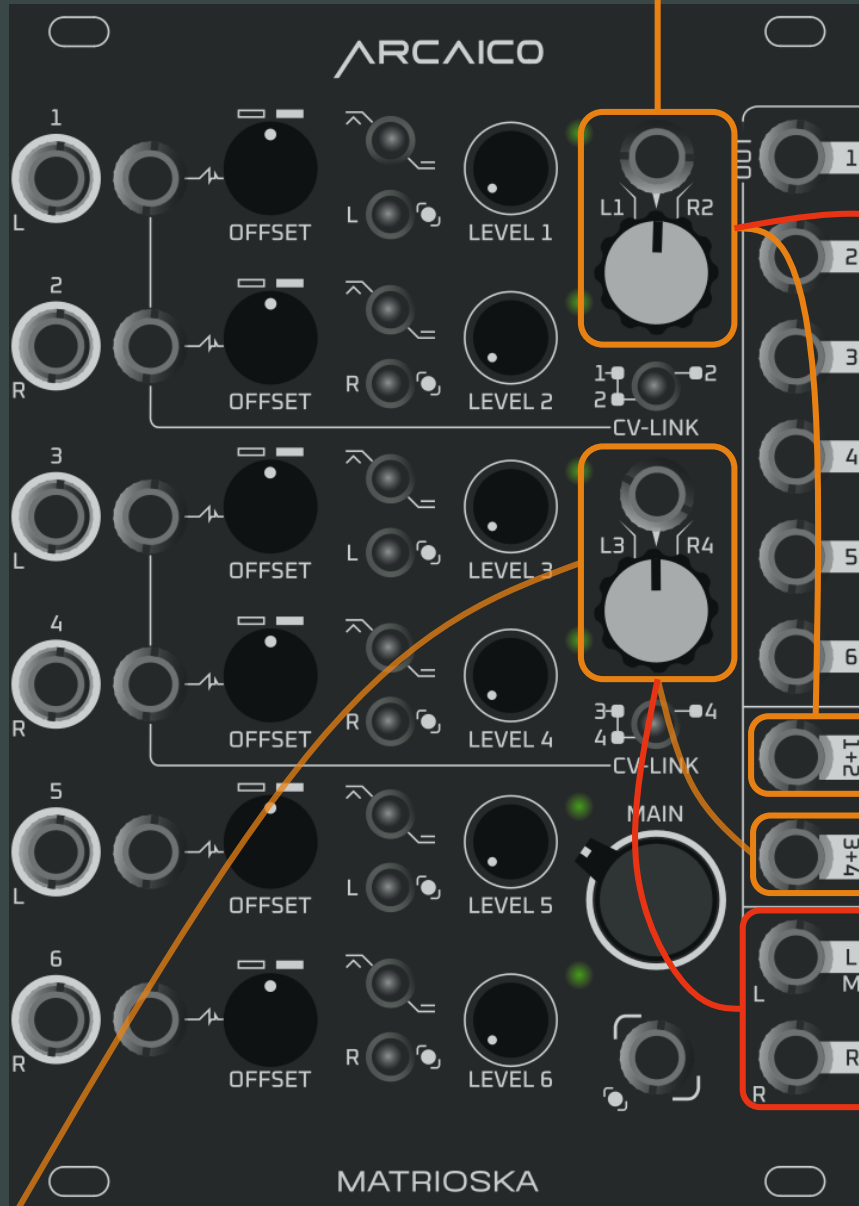 ARCAICO
1
L
OFFSET
L
LEVEL 1
L1 R2
OUT
1
2
2
R
OFFSET
R
LEVEL 2
1 2
2
CV-LINK
3
3
L
OFFSET
L
LEVEL 3
L3 R4
4
5
4
R
OFFSET
R
LEVEL 4
3 4
4
CV-LINK
6
1+2
5
L
OFFSET
L
LEVEL 5
MAIN
3+4
6
R
OFFSET
R
LEVEL 6
L
M
L
R
R
MATRIOSKA